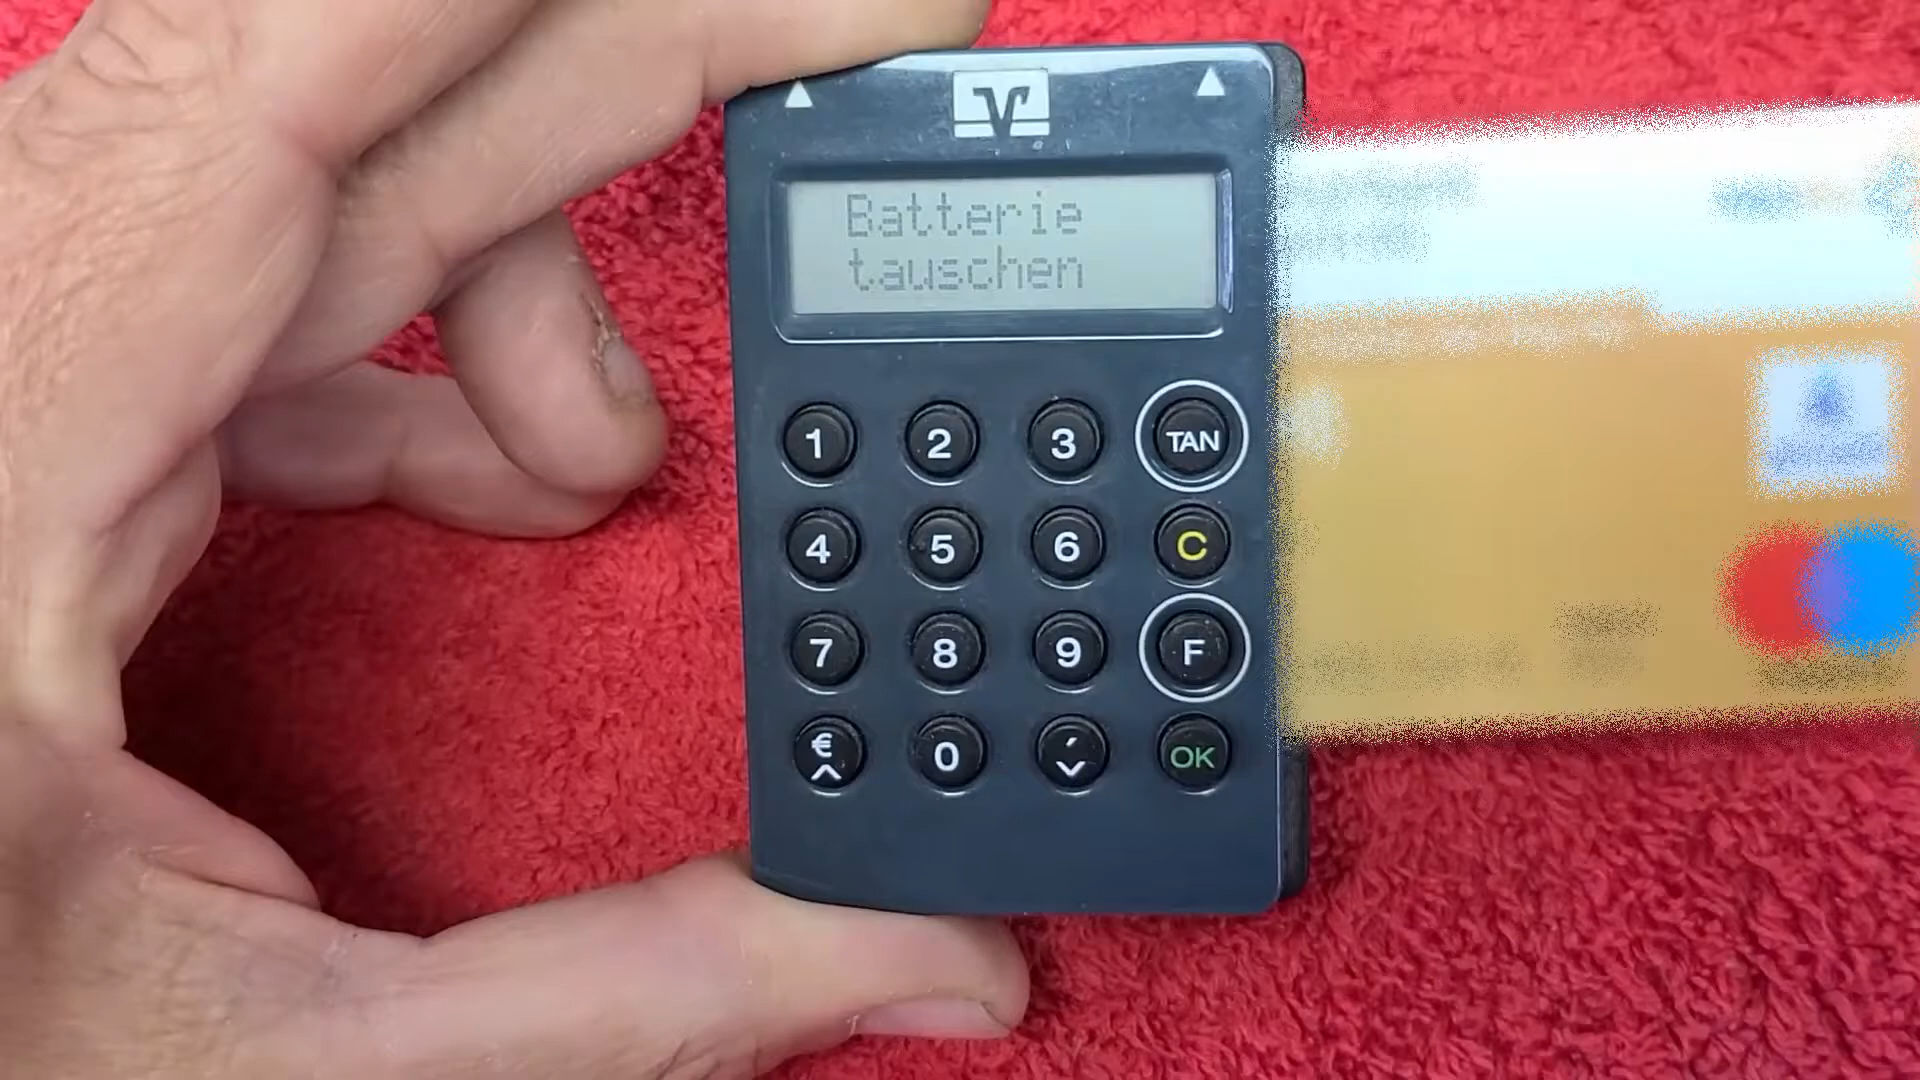 Batterie
tauschen
1 2 3 TAN
4 5 6 C
7 8 9 F
€ 0 OK